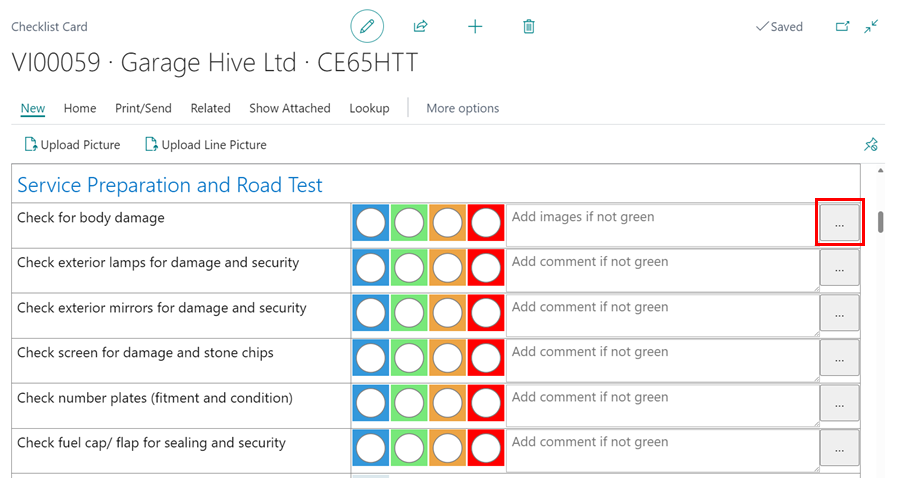 Checklist Card
Saved
VI00059 · Garage Hive Ltd · CE65HTT
New Home Print/Send Related Show Attached Lookup More options
Upload Picture Upload Line Picture
Service Preparation and Road Test
Check for body damage Add images if not green ...
Check exterior lamps for damage and security Add comment if not green ...
Check exterior mirrors for damage and security Add comment if not green ...
Check screen for damage and stone chips Add comment if not green ...
Check number plates (fitment and condition) Add comment if not green ...
Check fuel cap/ flap for sealing and security Add comment if not green ...